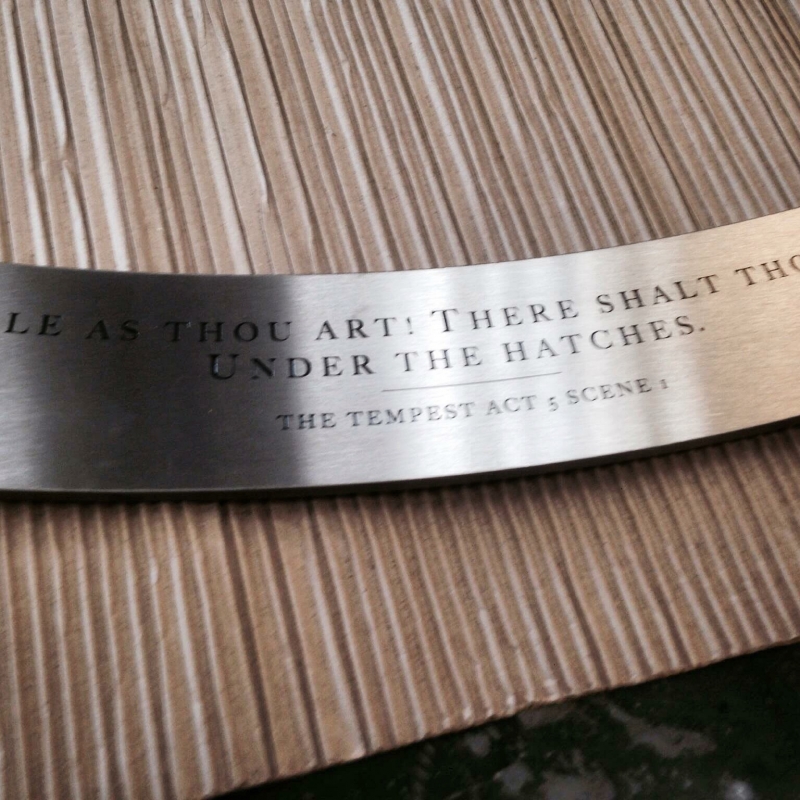 LE AS THOU ART! THERE SHALT THO
UNDER THE HATCHES.
THE TEMPEST ACT 5 SCENE 1